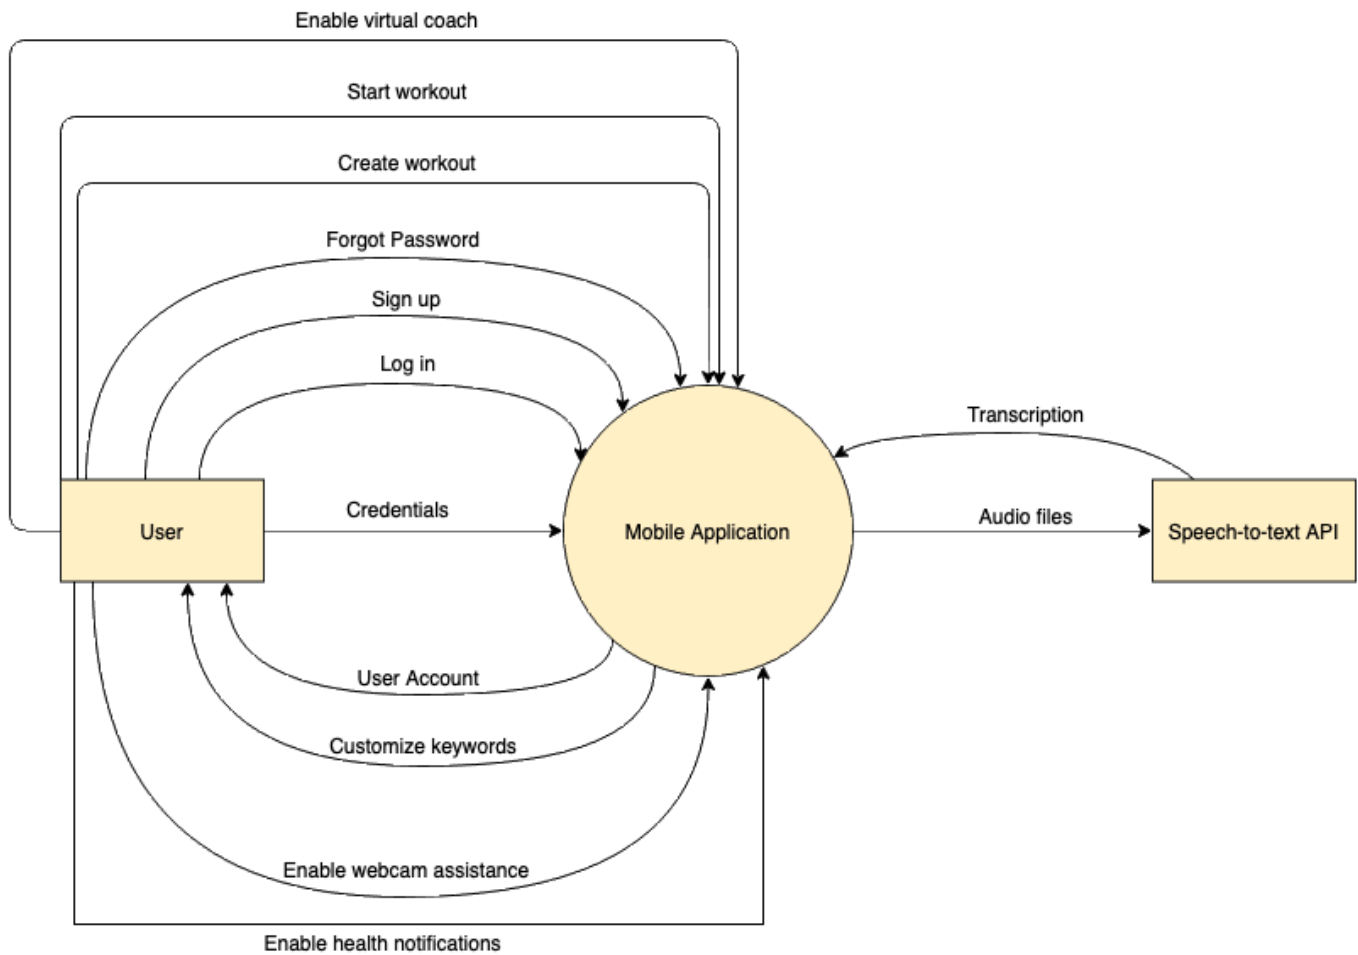 Enable virtual coach
Start workout
Create workout
Forgot Password
Sign up
Log in
Transcription
Credentials
Audio files
User
Mobile Application
Speech-to-text API
User Account
Customize keywords
Enable webcam assistance
Enable health notifications